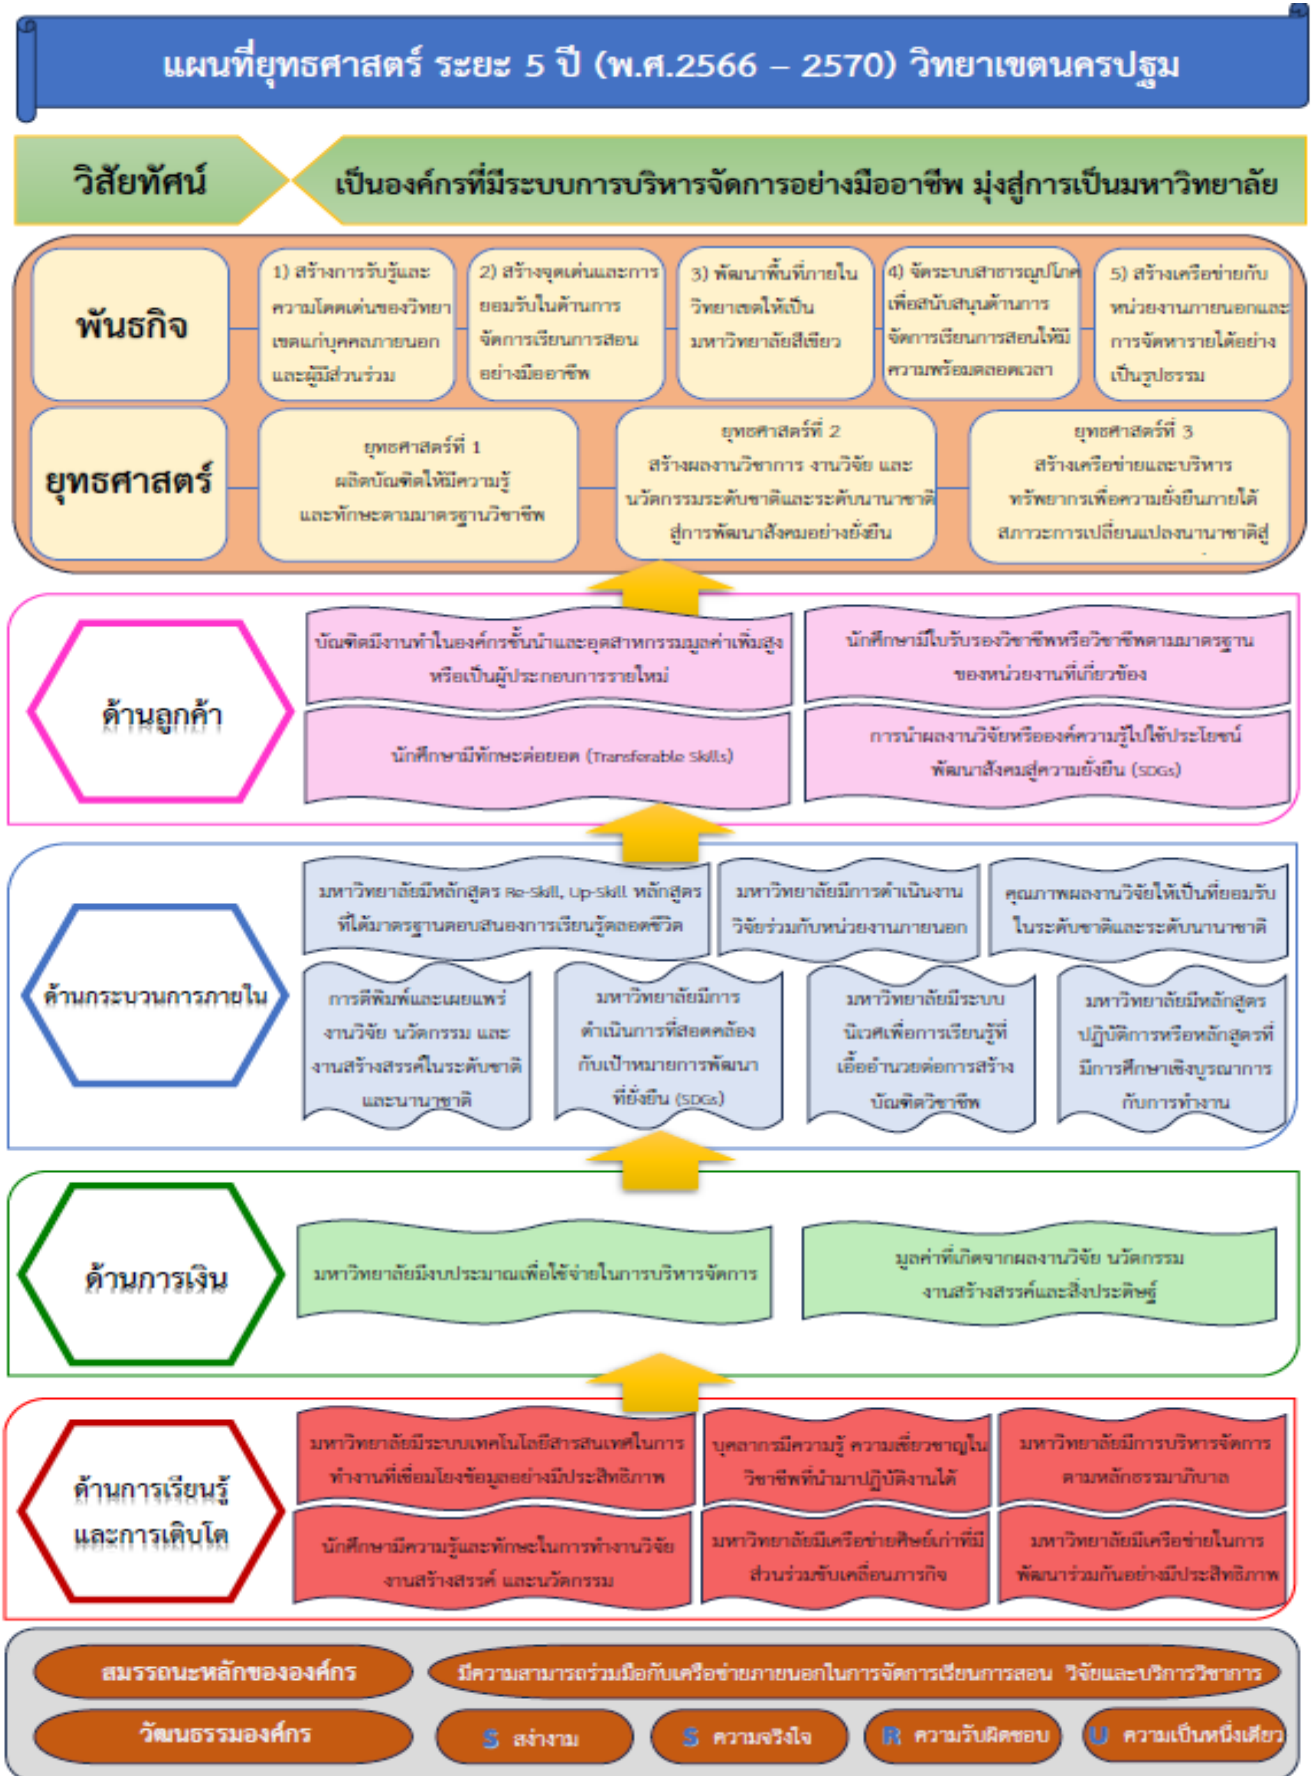 แผนที่ยุทธศาสตร์ ระยะ 5 ปี (พ.ศ.2566 – 2570) วิทยาเขตนครปฐม
วิสัยทัศน์
เป็นองค์กรที่มีระบบการบริหารจัดการอย่างมืออาชีพ มุ่งสู่การเป็นมหาวิทยาลัย
พันธกิจ
1) สร้างการรับรู้และ
ความโดดเด่นของวิทยา
เขตแก่บุคคลภายนอก
และผู้มีส่วนร่วม
2) สร้างจุดเด่นและการ
ยอมรับในด้านการ
จัดการเรียนการสอน
อย่างมืออาชีพ
3) พัฒนาพื้นที่ภายใน
วิทยาเขตให้เป็น
มหาวิทยาลัยสีเขียว
4) จัดระบบสาธารณูปโภค
เพื่อสนับสนุนด้านการ
จัดการเรียนการสอนให้มี
ความพร้อมตลอดเวลา
5) สร้างเครือข่ายกับ
หน่วยงานภายนอกและ
การจัดหารายได้อย่าง
เป็นรูปธรรม
ยุทธศาสตร์
ยุทธศาสตร์ที่ 1
ผลิตบัณฑิตให้มีความรู้
และทักษะตามมาตรฐานวิชาชีพ
ยุทธศาสตร์ที่ 2
สร้างผลงานวิชาการ งานวิจัย และ
นวัตกรรมระดับชาติและระดับนานาชาติ
สู่การพัฒนาสังคมอย่างยั่งยืน
ยุทธศาสตร์ที่ 3
สร้างเครือข่ายและบริหาร
ทรัพยากรเพื่อความยั่งยืนภายใต้
สภาวะการเปลี่ยนแปลงนานาชาติสู่
ด้านลูกค้า
บัณฑิตมีงานทำในองค์กรชั้นนำและอุตสาหกรรมมูลค่าเพิ่มสูง
หรือเป็นผู้ประกอบการรายใหม่
นักศึกษามีใบรับรองวิชาชีพหรือวิชาชีพตามมาตรฐาน
ของหน่วยงานที่เกี่ยวข้อง
นักศึกษามีทักษะต่อยอด (Transferable Skills)
การนำผลงานวิจัยหรือองค์ความรู้ไปใช้ประโยชน์
พัฒนาสังคมสู่ความยั่งยืน (SDGs)
ด้านกระบวนการภายใน
มหาวิทยาลัยมีหลักสูตร Re-Skill, Up-Skill หลักสูตร
ที่ได้มาตรฐานตอบสนองการเรียนรู้ตลอดชีวิต
มหาวิทยาลัยมีการดำเนินงาน
วิจัยร่วมกับหน่วยงานภายนอก
คุณภาพผลงานวิจัยให้เป็นที่ยอมรับ
ในระดับชาติและระดับนานาชาติ
การตีพิมพ์และเผยแพร่
งานวิจัย นวัตกรรม และ
งานสร้างสรรค์ในระดับชาติ
และนานาชาติ
มหาวิทยาลัยมีการ
ดำเนินการที่สอดคล้อง
กับเป้าหมายการพัฒนา
ที่ยั่งยืน (SDGs)
มหาวิทยาลัยมีระบบ
นิเวศเพื่อการเรียนรู้ที่
เอื้ออำนวยต่อการสร้าง
บัณฑิตวิชาชีพ
มหาวิทยาลัยมีหลักสูตร
ปฏิบัติการหรือหลักสูตรที่
มีการศึกษาเชิงบูรณาการ
กับการทำงาน
ด้านการเงิน
มหาวิทยาลัยมีงบประมาณเพื่อใช้จ่ายในการบริหารจัดการ
มูลค่าที่เกิดจากผลงานวิจัย นวัตกรรม
งานสร้างสรรค์และสิ่งประดิษฐ์
ด้านการเรียนรู้
และการเติบโต
มหาวิทยาลัยมีระบบเทคโนโลยีสารสนเทศในการ
ทำงานที่เชื่อมโยงข้อมูลอย่างมีประสิทธิภาพ
บุคลากรมีความรู้ ความเชี่ยวชาญใน
วิชาชีพที่นำมาปฏิบัติงานได้
มหาวิทยาลัยมีการบริหารจัดการ
ตามหลักธรรมาภิบาล
นักศึกษามีความรู้และทักษะในการทำงานวิจัย
งานสร้างสรรค์ และนวัตกรรม
มหาวิทยาลัยมีเครือข่ายศิษย์เก่าที่มี
ส่วนร่วมขับเคลื่อนภารกิจ
มหาวิทยาลัยมีเครือข่ายในการ
พัฒนาร่วมกันอย่างมีประสิทธิภาพ
สมรรถนะหลักขององค์กร
มีความสามารถร่วมมือกับเครือข่ายภายนอกในการจัดการเรียนการสอน วิจัยและบริการวิชาการ
วัฒนธรรมองค์กร
S สง่างาม
S ความจริงใจ
R ความรับผิดชอบ
U ความเป็นหนึ่งเดียว